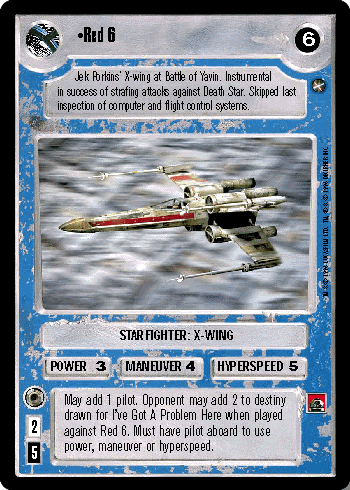 •Red 6
6
Jek Porkins' X-wing at Battle of Yavin. Instrumental
in success of strafing attacks against Death Star. Skipped last
inspection of computer and flight control systems.
STARFIGHTER: X-WING
POWER 3 MANEUVER 4 HYPERSPEED 5
May add 1 pilot. Opponent may add 2 to destiny
drawn for I've Got A Problem Here when played
against Red 6. Must have pilot aboard to use
power, maneuver or hyperspeed.
2
5